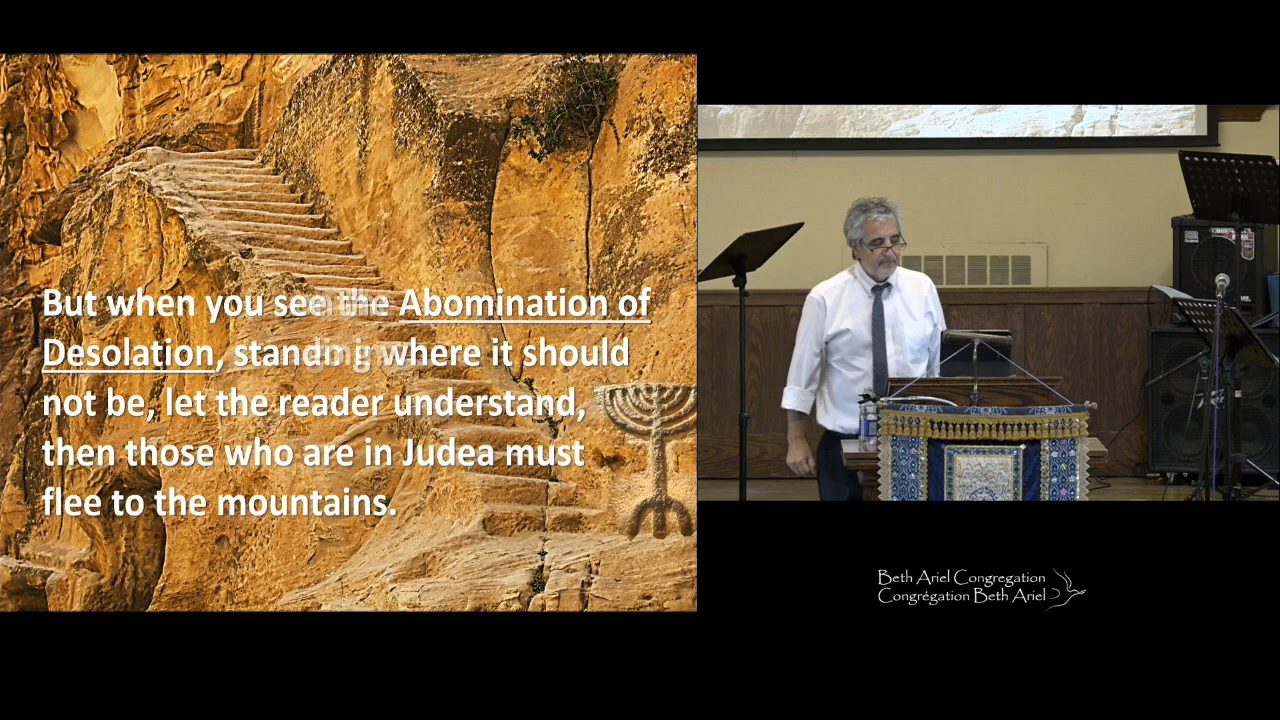 But when you see the Abomination of
Desolation, standing where it should
not be, let the reader understand,
then those who are in Judea must
flee to the mountains.
Beth Ariel Congregation
Congrégation Beth Ariel